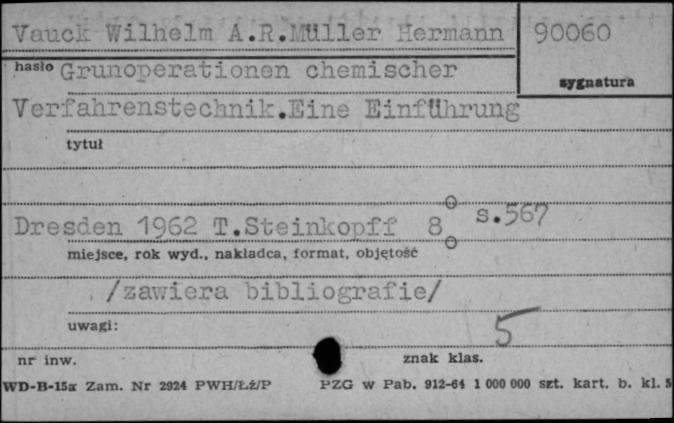 Vauck Wilhelm A.R.Müller Hermann 90060
hasło Grunoperationen chemischer
sygnatura
Verfahrenstechnik.Eine Einführung
tytuł
Dresden 1962 T.Steinkopff 8° s.567
miejsce, rok wyd., nakładca, format, objętość
/zawiera bibliografie/
uwagi:
5
nr inw. znak klas.
WD-B-15a Zam. Nr 2924 PWH/Łź/P PZG w Pab. 912-64 1 000 000 szt. kart. b. kl. 5